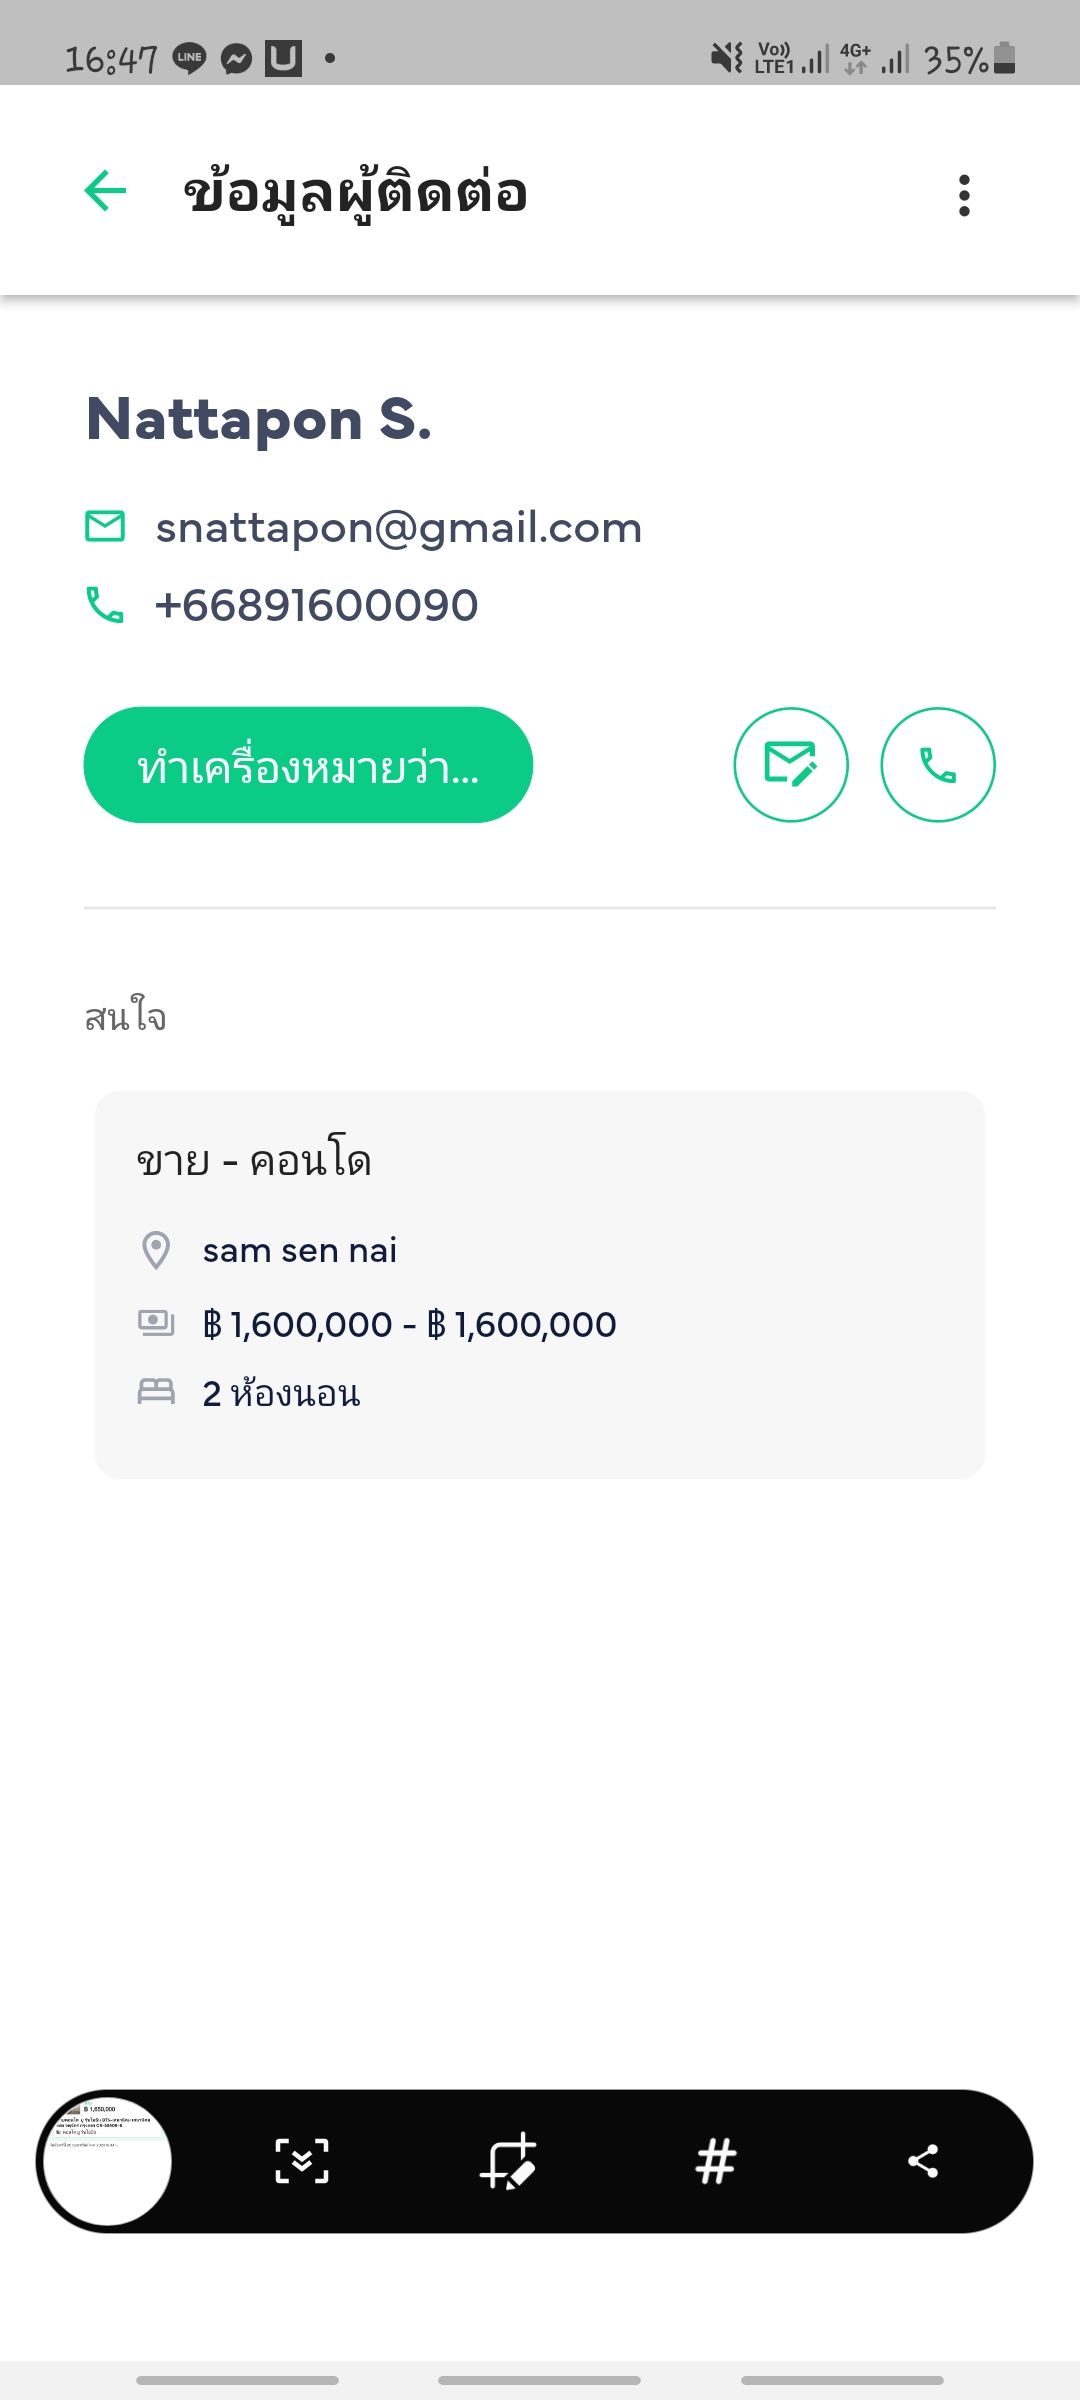 16:47
LINE
Vo)) LTE1 4G+ 35%
ข้อมูลผู้ติดต่อ
Nattapon S.
snattapon@gmail.com
+66891600090
ทำเครื่องหมายว่า...
สนใจ
ขาย - คอนโด
sam sen nai
฿ 1,600,000 - ฿ 1,600,000
2 ห้องนอน
฿ 1,650,000